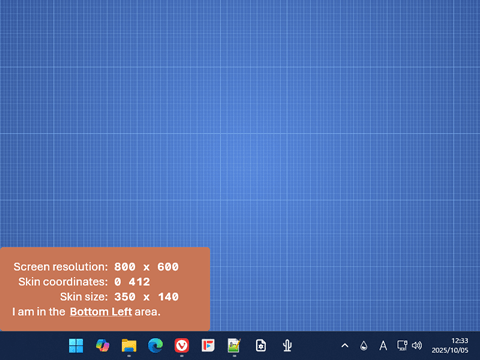 Screen resolution: 800 x 600
Skin coordinates: 0 412
Skin size: 350 x 140
I am in the Bottom Left area.
A
12:33
2025/10/05